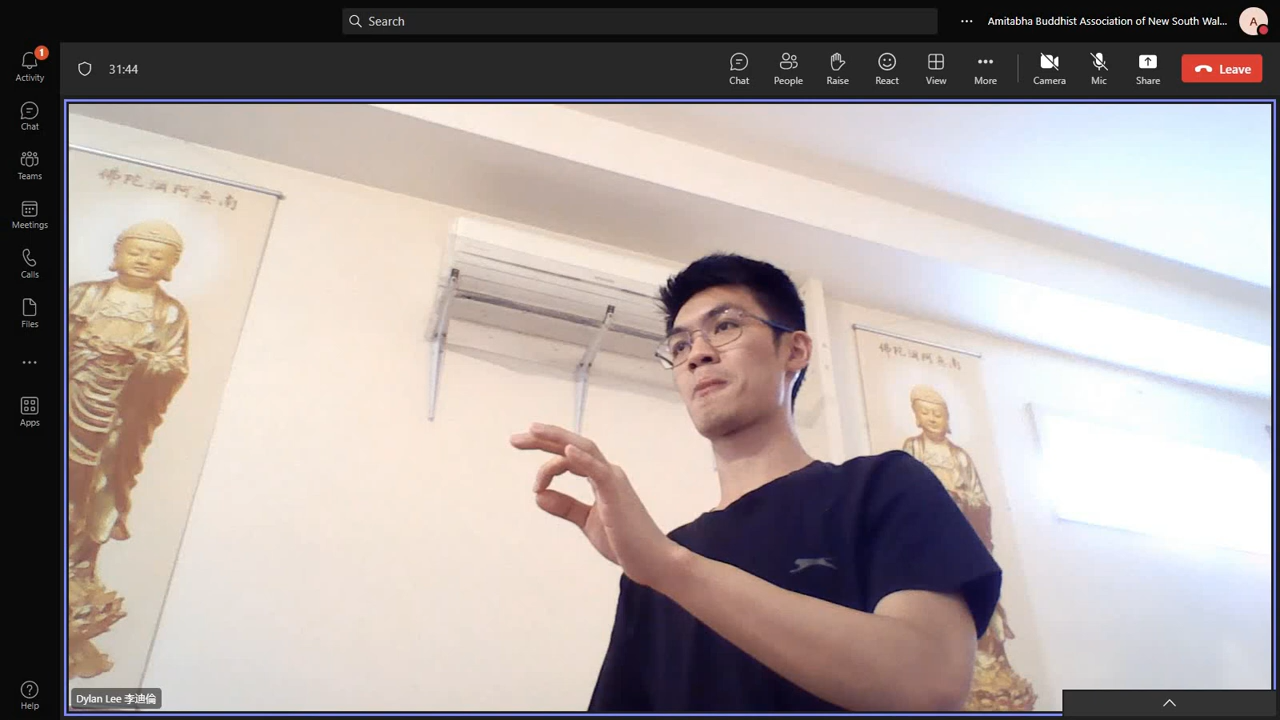 Search
Amitabha Buddhist Association of New South Wal...
A
1
Activity
31:44
Chat
People
Raise
React
View
More
Camera
Mic
Share
Leave
Chat
Teams
Meetings
Calls
Files
Apps
Help
佛陀彌阿無南
佛陀彌阿無南
Dylan Lee 李迪倫